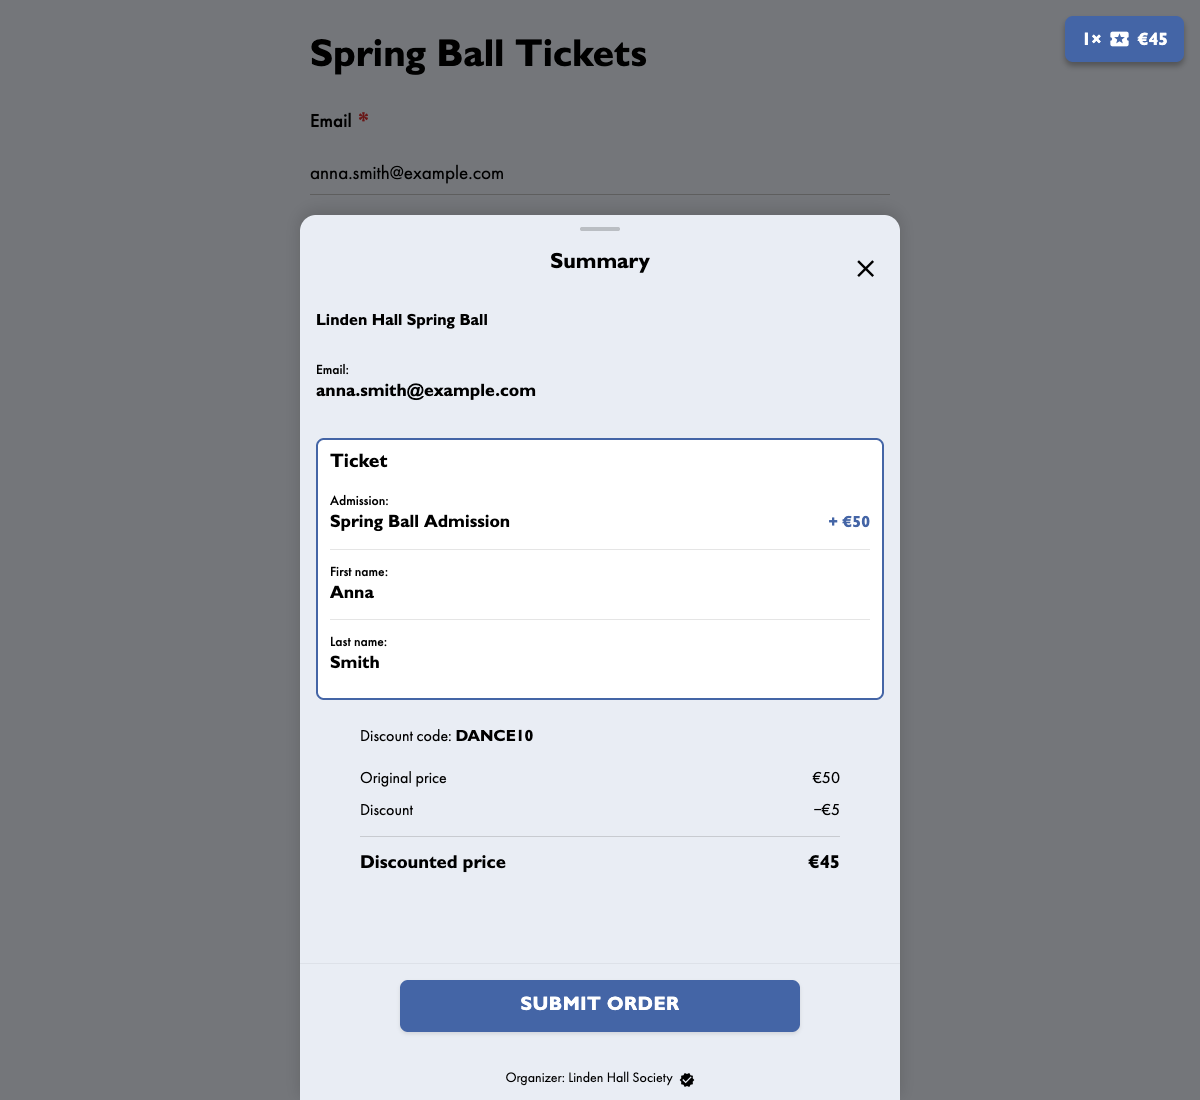 Spring Ball Tickets
1× €45
Email *
anna.smith@example.com
Summary
Linden Hall Spring Ball
Email:
anna.smith@example.com
Ticket
Admission:
Spring Ball Admission + €50
First name:
Anna
Last name:
Smith
Discount code: DANCE10
Original price €50
Discount −€5
Discounted price €45
SUBMIT ORDER
Organizer: Linden Hall Society